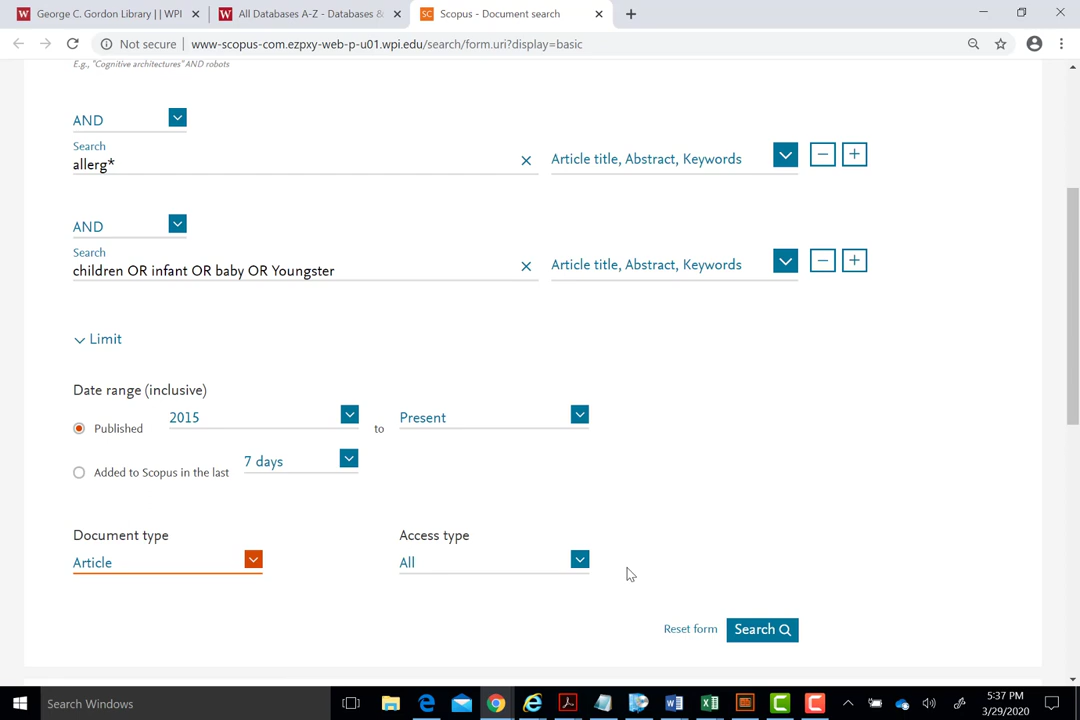 George C. Gordon Library | | WPI
All Databases A-Z - Databases &
SC Scopus - Document search
Not secure | www-scopus-com.ezpxy-web-p-u01.wpi.edu/search/form.uri?display=basic
E.g., "Cognitive architectures" AND robots
AND
Search
allerg*
Article title, Abstract, Keywords
AND
Search
children OR infant OR baby OR Youngster
Article title, Abstract, Keywords
Limit
Date range (inclusive)
Published 2015 to Present
Added to Scopus in the last 7 days
Document type Access type
Article All
Reset form Search
Search Windows
5:37 PM
3/29/2020